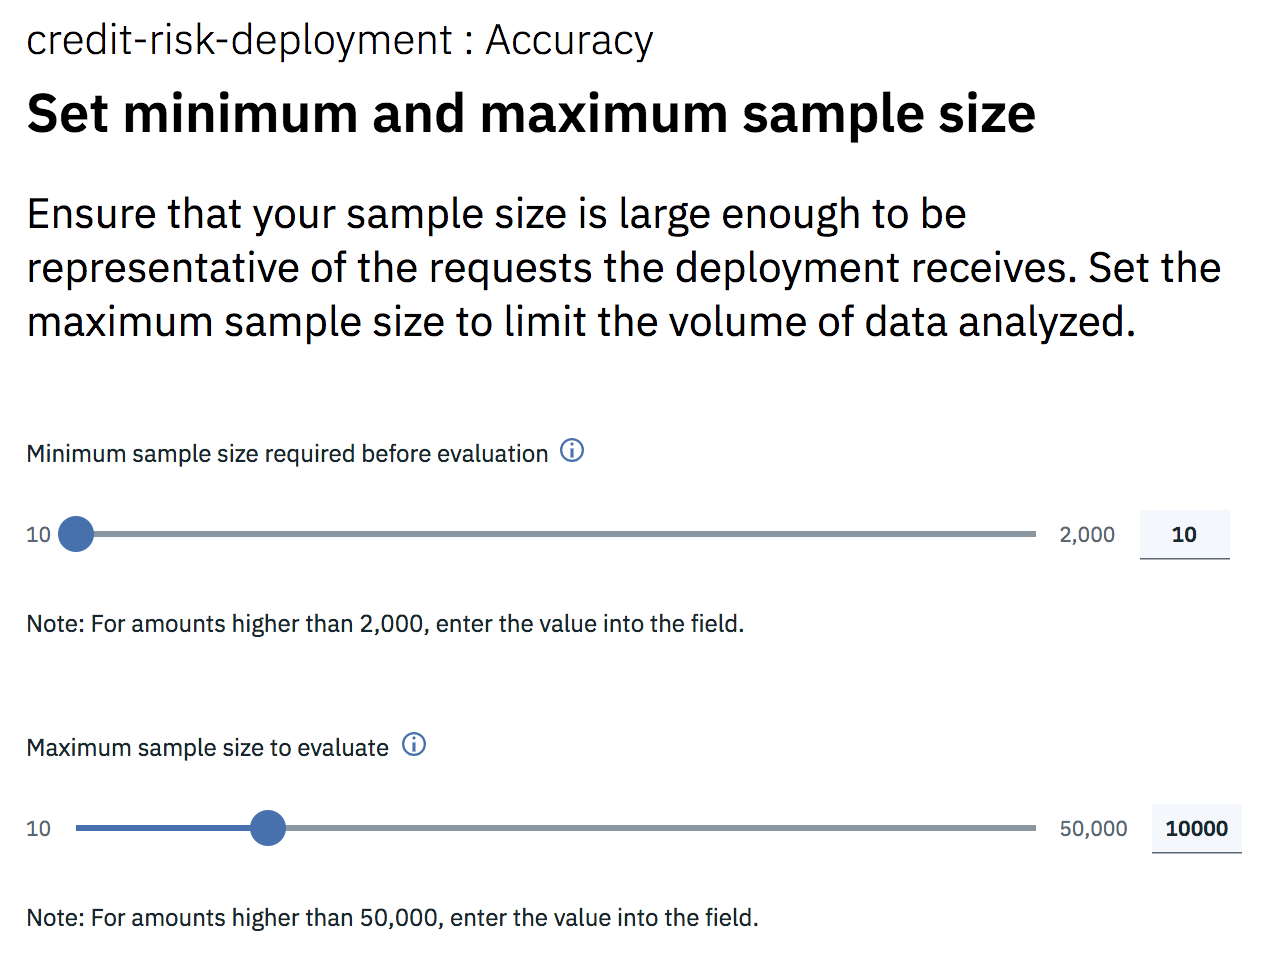 credit-risk-deployment : Accuracy
Set minimum and maximum sample size
Ensure that your sample size is large enough to be
representative of the requests the deployment receives. Set the
maximum sample size to limit the volume of data analyzed.
Minimum sample size required before evaluation
10 2,000 10
Note: For amounts higher than 2,000, enter the value into the field.
Maximum sample size to evaluate
10 50,000 10000
Note: For amounts higher than 50,000, enter the value into the field.